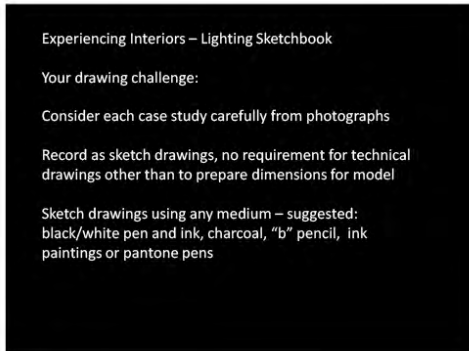 Experiencing Interiors – Lighting Sketchbook
Your drawing challenge:
Consider each case study carefully from photographs
Record as sketch drawings, no requirement for technical
drawings other than to prepare dimensions for model
Sketch drawings using any medium – suggested:
black/white pen and ink, charcoal, “b” pencil, ink
paintings or pantone pens